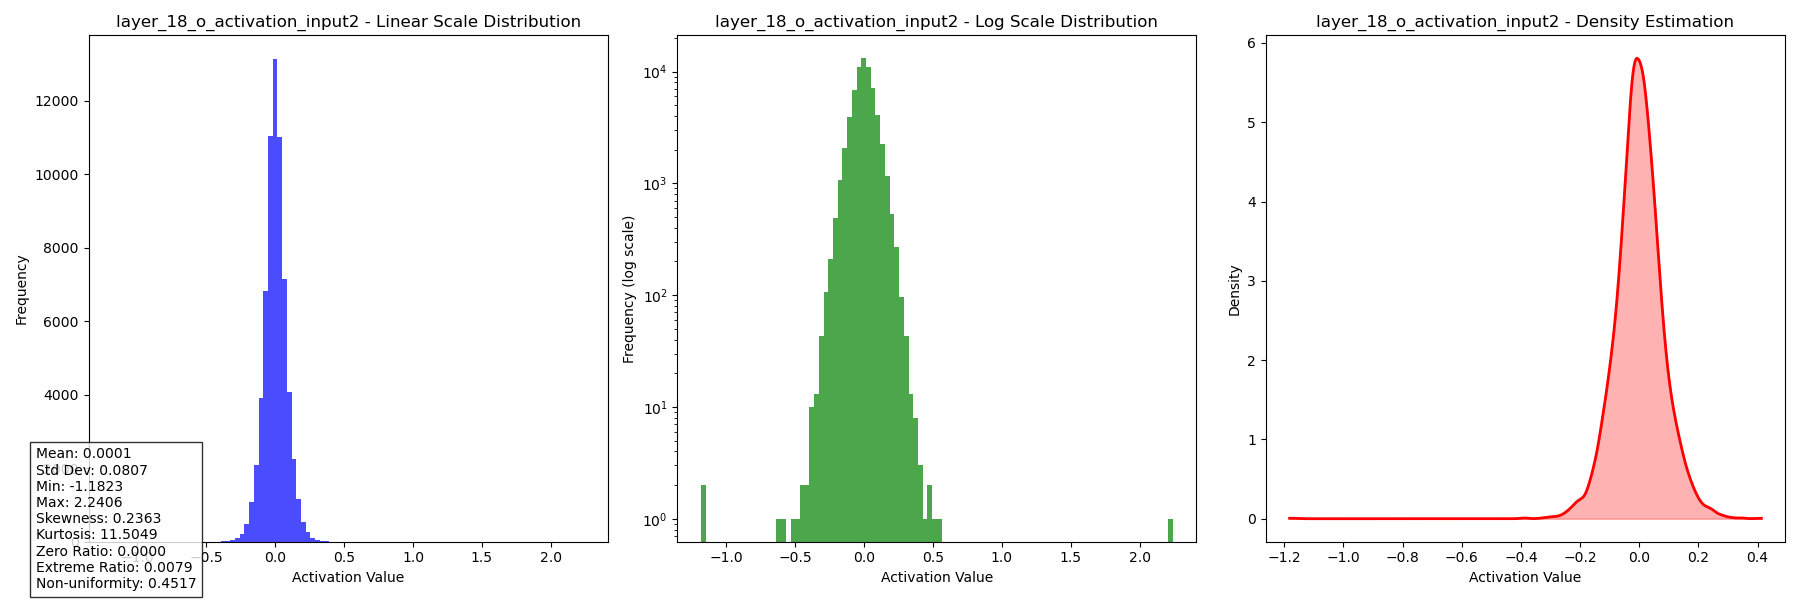 layer_18_o_activation_input2 - Linear Scale Distribution
12000
10000
8000
6000
4000
Frequency
−0.5 0.0 0.5 1.0 1.5 2.0
Activation Value
Mean: 0.0001
Std Dev: 0.0807
Min: -1.1823
Max: 2.2406
Skewness: 0.2363
Kurtosis: 11.5049
Zero Ratio: 0.0000
Extreme Ratio: 0.0079
Non-uniformity: 0.4517
layer_18_o_activation_input2 - Log Scale Distribution
10⁴
10³
10²
10¹
10⁰
Frequency (log scale)
−1.0 −0.5 0.0 0.5 1.0 1.5 2.0
Activation Value
layer_18_o_activation_input2 - Density Estimation
6
5
4
3
2
1
0
Density
−1.2 −1.0 −0.8 −0.6 −0.4 −0.2 0.0 0.2 0.4
Activation Value